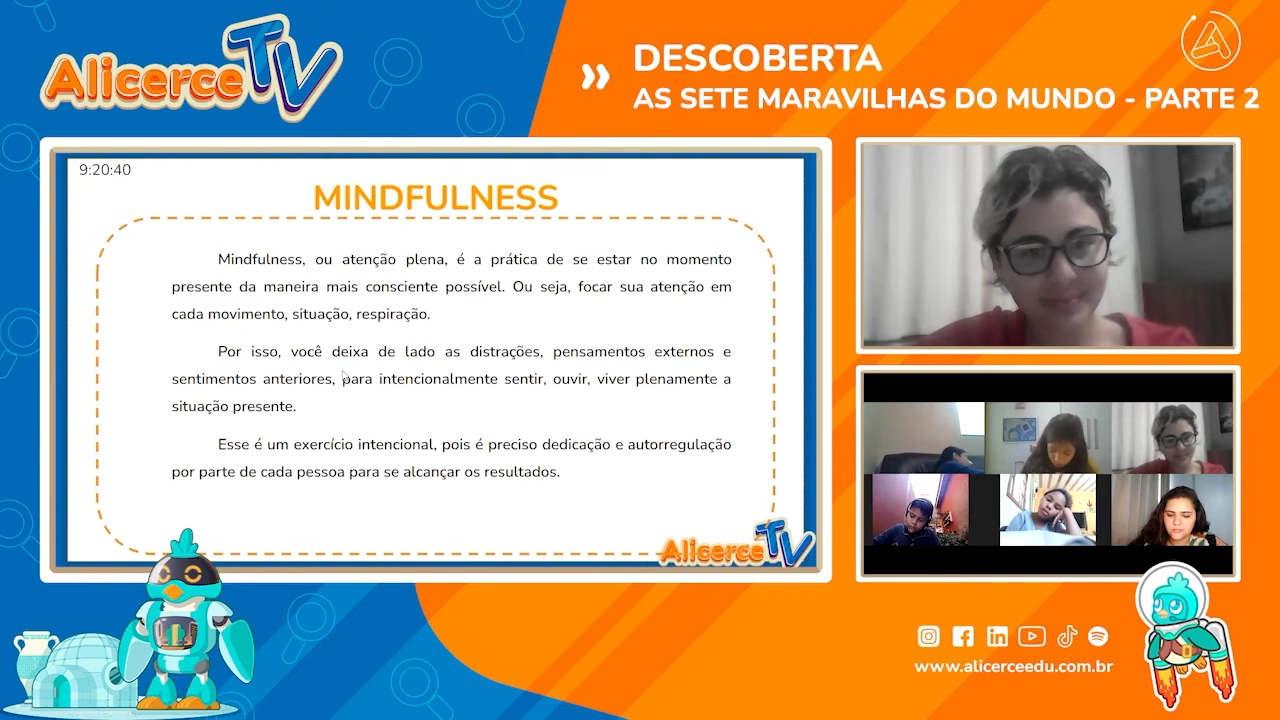 Alicerce TV
DESCOBERTA
AS SETE MARAVILHAS DO MUNDO - PARTE 2
9:20:40
MINDFULNESS
Mindfulness, ou atenção plena, é a prática de se estar no momento
presente da maneira mais consciente possível. Ou seja, focar sua atenção em
cada movimento, situação, respiração.
Por isso, você deixa de lado as distrações, pensamentos externos e
sentimentos anteriores, para intencionalmente sentir, ouvir, viver plenamente a
situação presente.
Esse é um exercício intencional, pois é preciso dedicação e autorregulação
por parte de cada pessoa para se alcançar os resultados.
Alicerce TV
www.alicerceedu.com.br